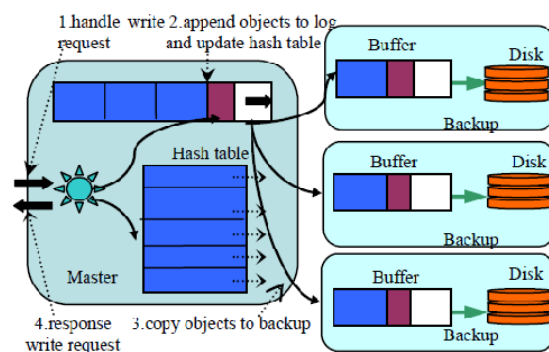 1.handle write
request
2.append objects to log
and update hash table
Hash table
Master
4.response
write request
3.copy objects to backup
Buffer
Disk
Backup
Buffer
Disk
Backup
Buffer
Disk
Backup